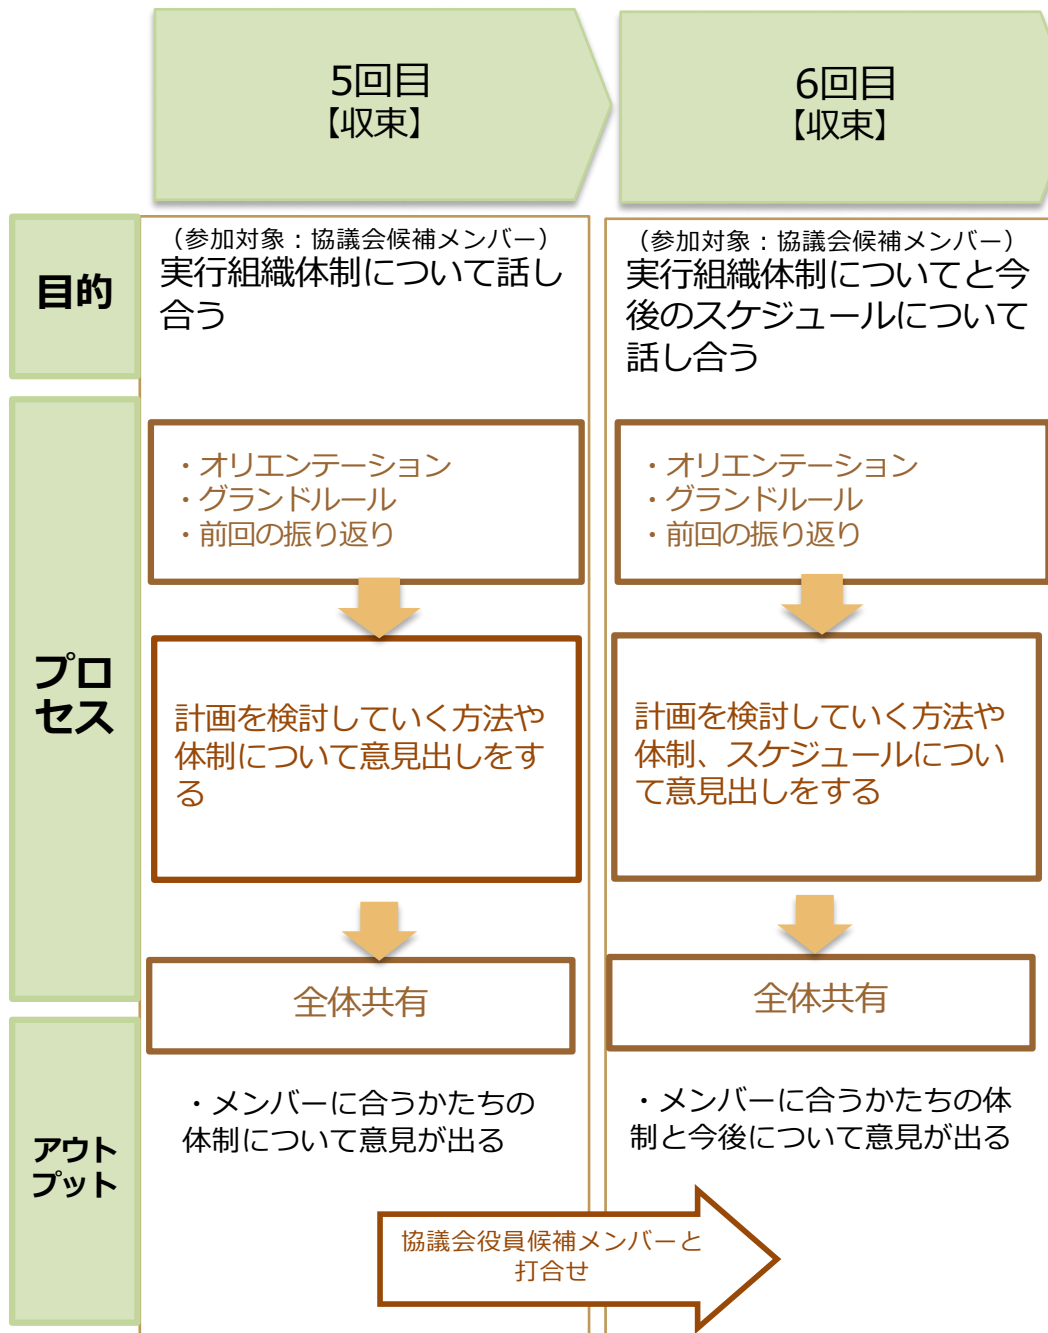 5回目
【収束】
6回目
【収束】
目的
（参加対象：協議会候補メンバー）
実行組織体制について話し
合う
（参加対象：協議会候補メンバー）
実行組織体制についてと今
後のスケジュールについて
話し合う
プロ
セス
・オリエンテーション
・グランドルール
・前回の振り返り
・オリエンテーション
・グランドルール
・前回の振り返り
計画を検討していく方法や
体制について意見出しをす
る
計画を検討していく方法や
体制、スケジュールについ
て意見出しをする
全体共有
全体共有
アウト
プット
・メンバーに合うかたちの
体制について意見が出る
・メンバーに合うかたちの体
制と今後について意見が出る
協議会役員候補メンバーと
打合せ